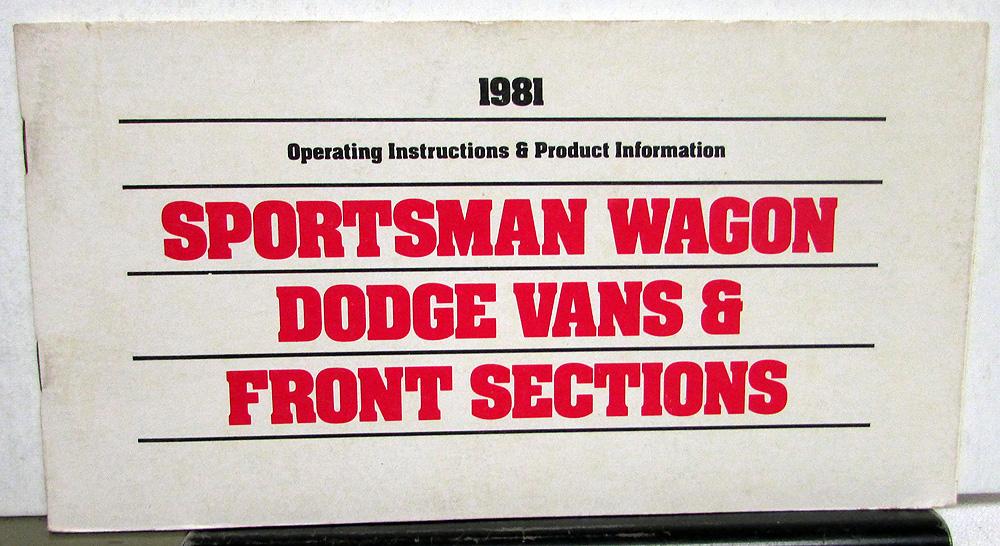 1981
Operating Instructions & Product Information
SPORTSMAN WAGON
DODGE VANS &
FRONT SECTIONS